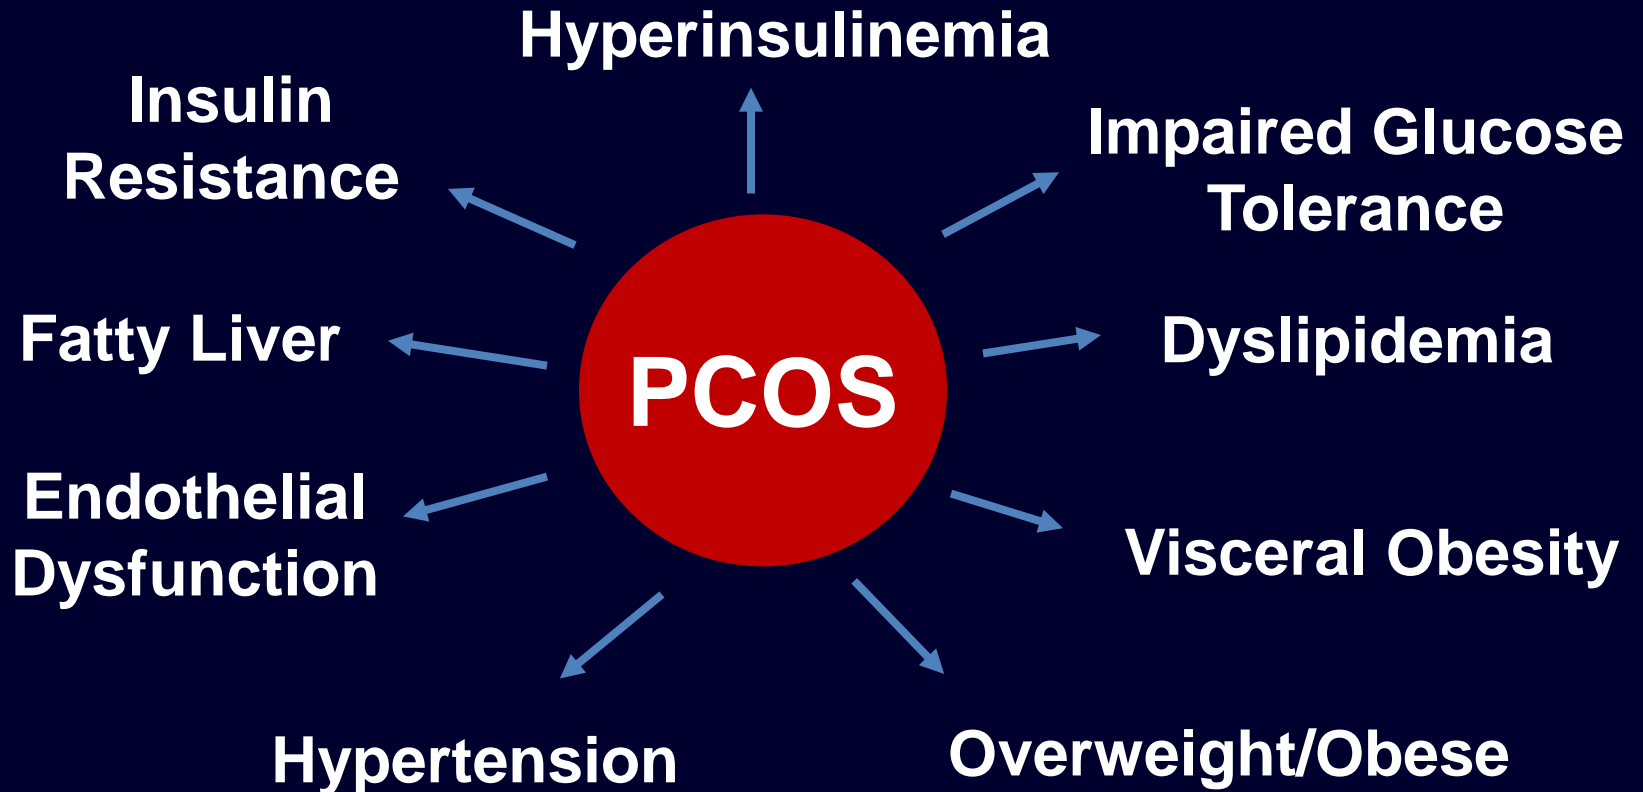 Hyperinsulinemia
Insulin
Resistance
Impaired Glucose
Tolerance
Fatty Liver
Dyslipidemia
PCOS
Endothelial
Dysfunction
Visceral Obesity
Hypertension
Overweight/Obese